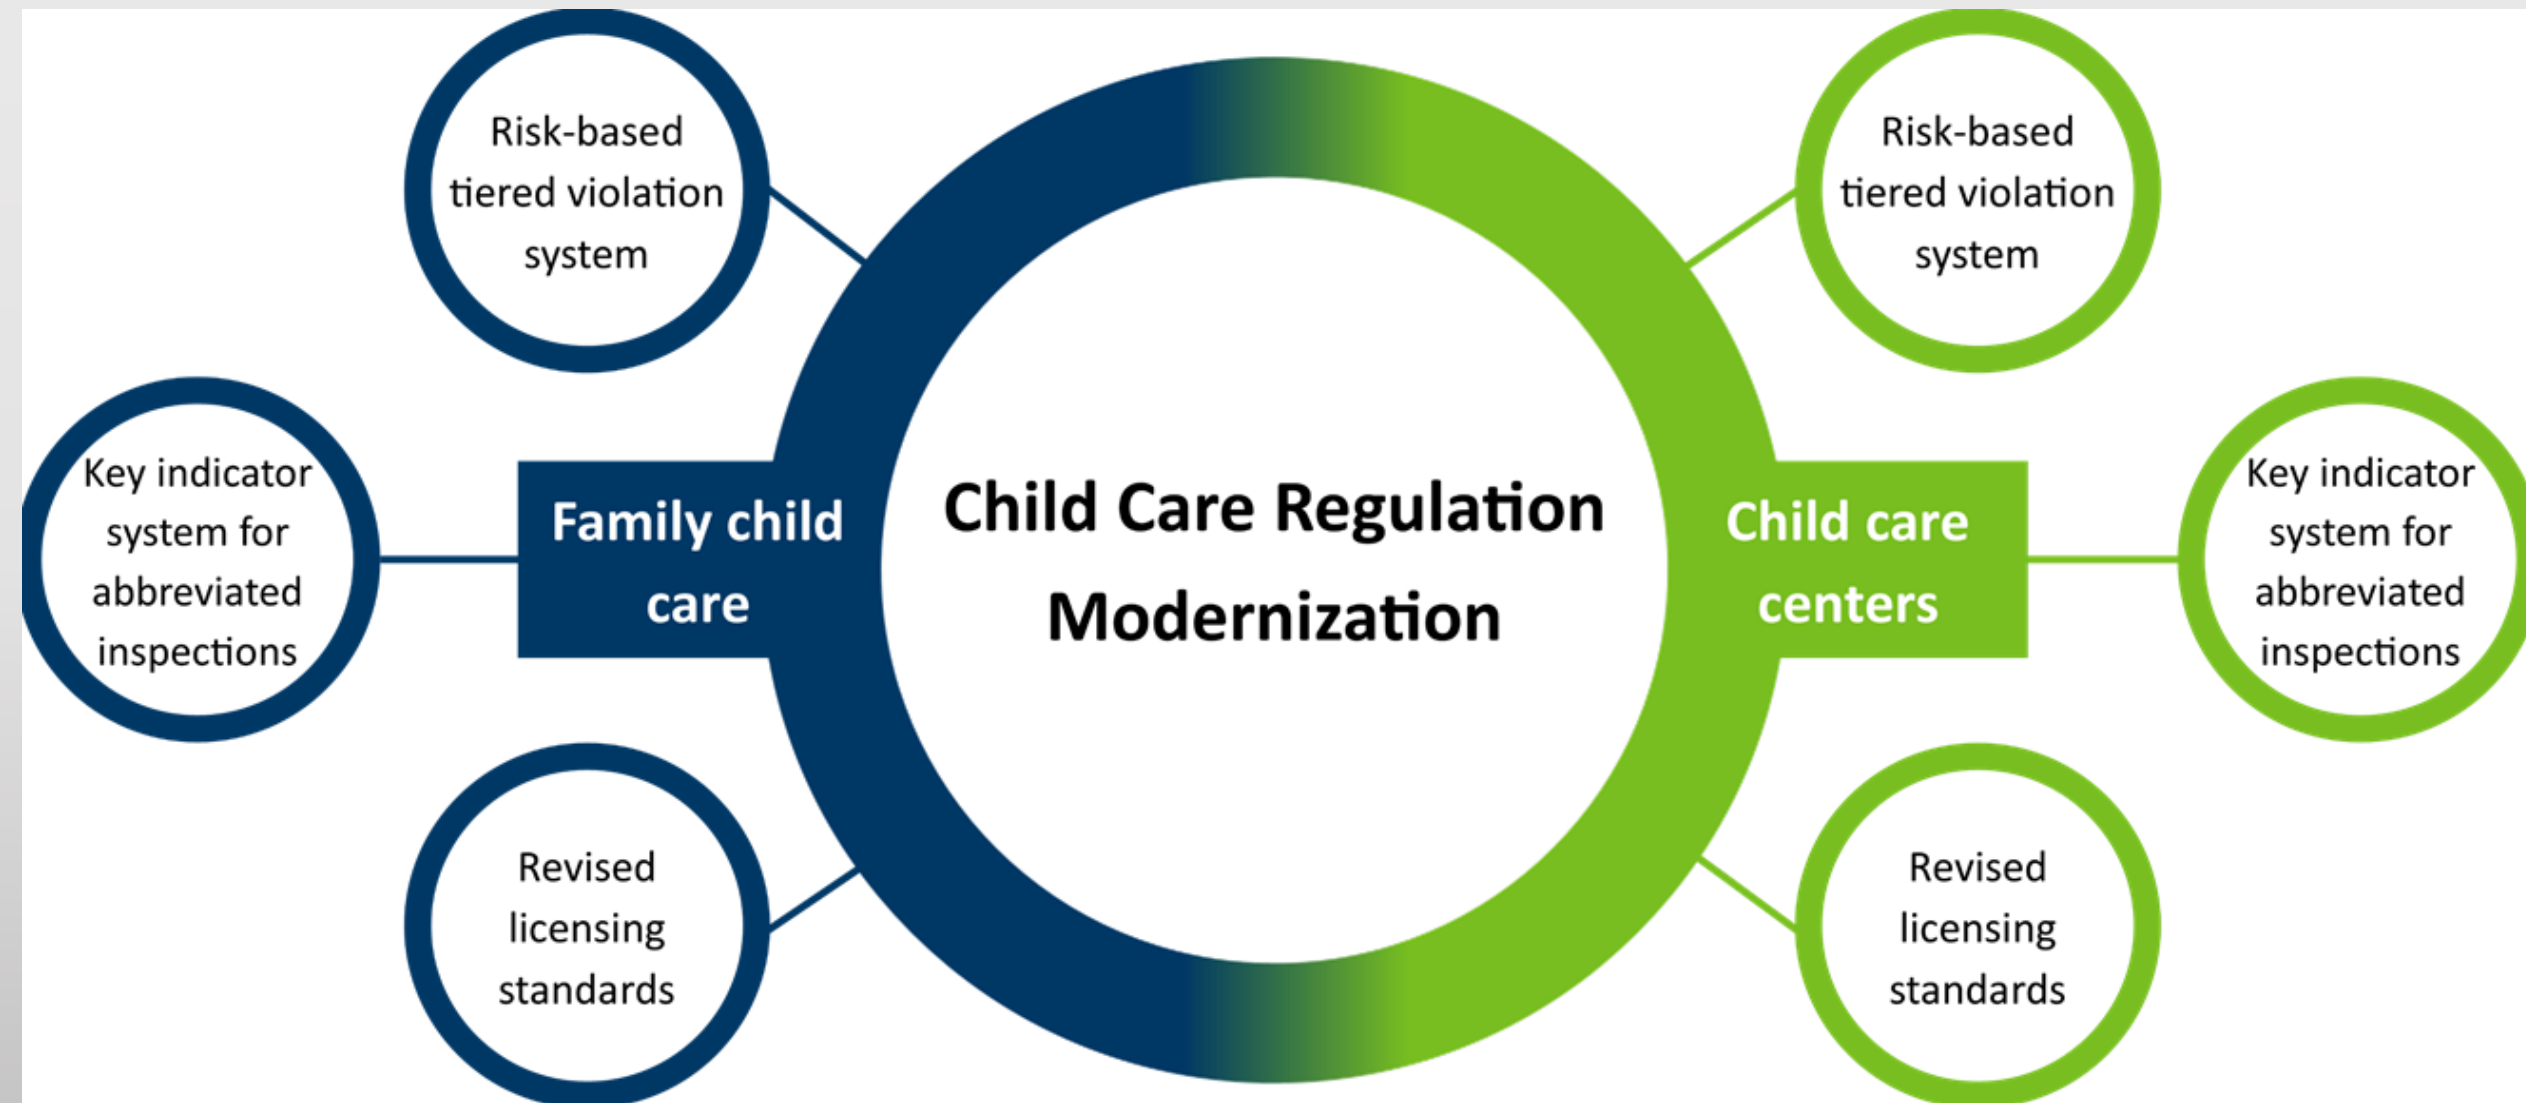 Risk-based
tiered violation
system
Key indicator
system for
abbreviated
inspections
Family child
care
Revised
licensing
standards
Child Care Regulation
Modernization
Risk-based
tiered violation
system
Child care
centers
Key indicator
system for
abbreviated
inspections
Revised
licensing
standards